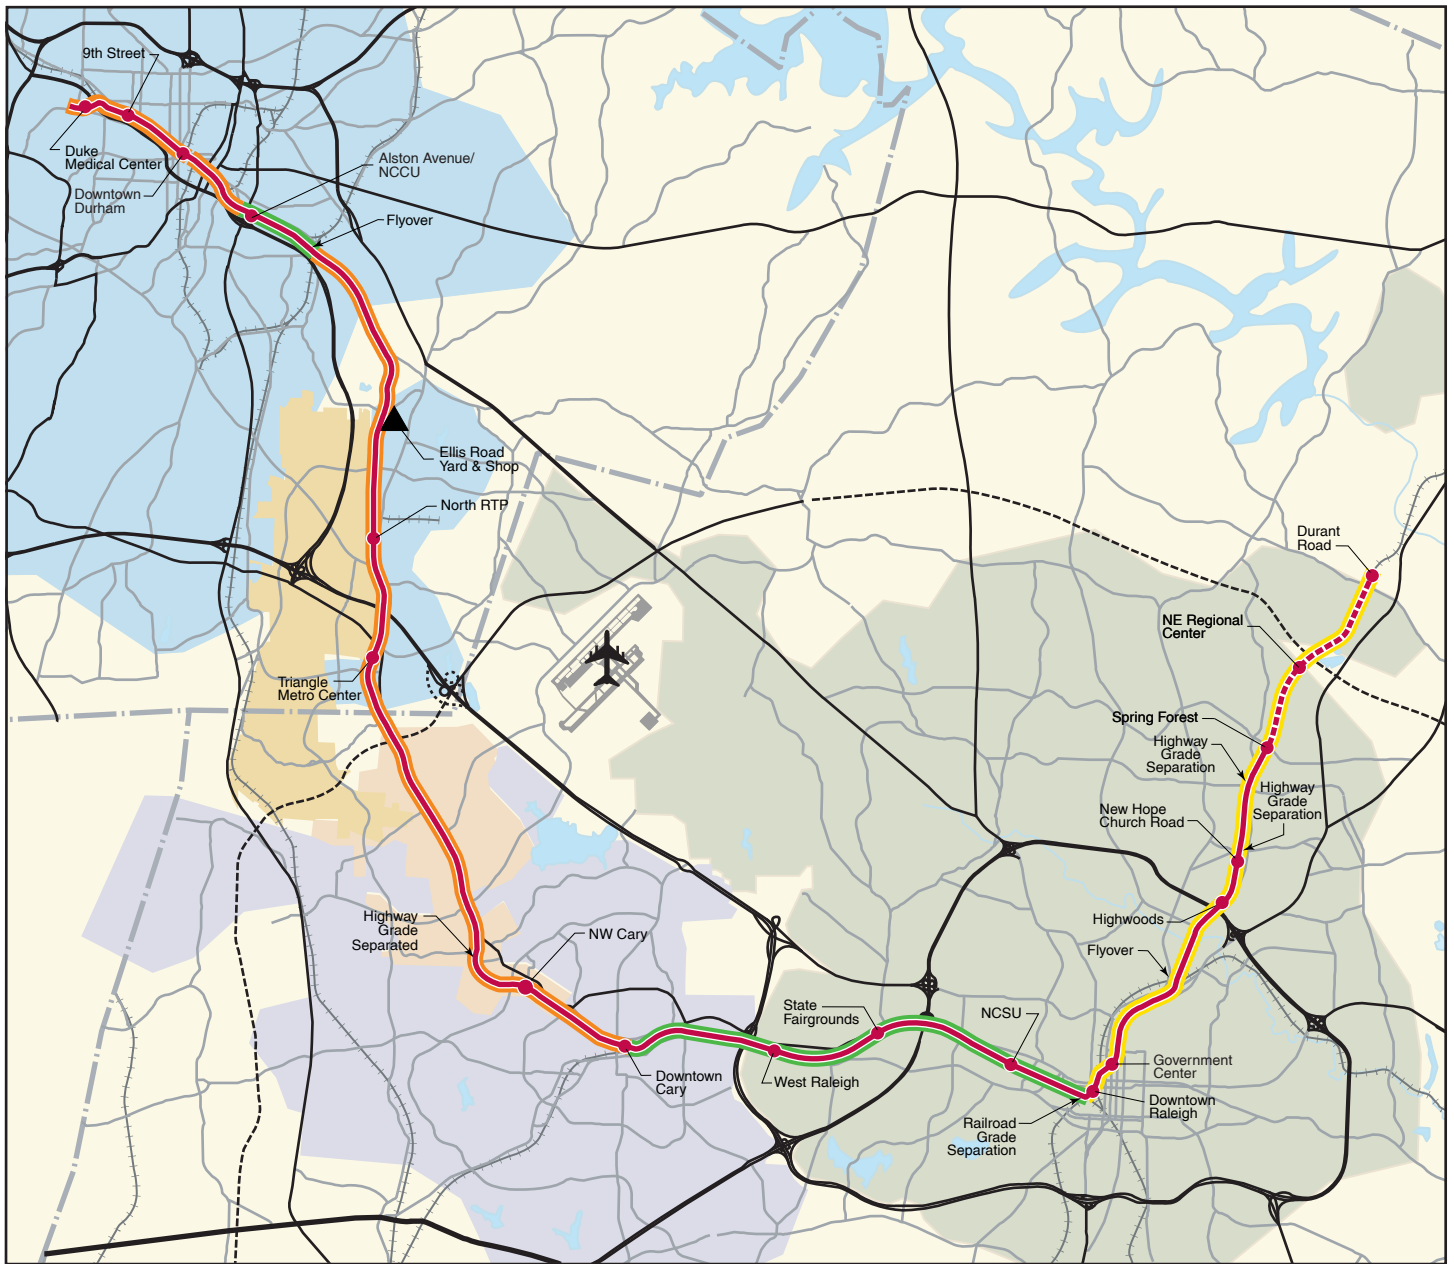 9th Street
Duke
Medical Center
Downtown
Durham
Alston Avenue/
NCCU
Flyover
Ellis Road
Yard & Shop
North RTP
Triangle
Metro Center
Highway
Grade
Separated
NW Cary
Downtown
Cary
State
Fairgrounds
West Raleigh
NCSU
Railroad
Grade
Separation
Downtown
Raleigh
Government
Center
Flyover
Highwoods
New Hope
Church Road
Highway
Grade
Separation
Highway
Grade
Separation
Spring Forest
NE Regional
Center
Durant
Road